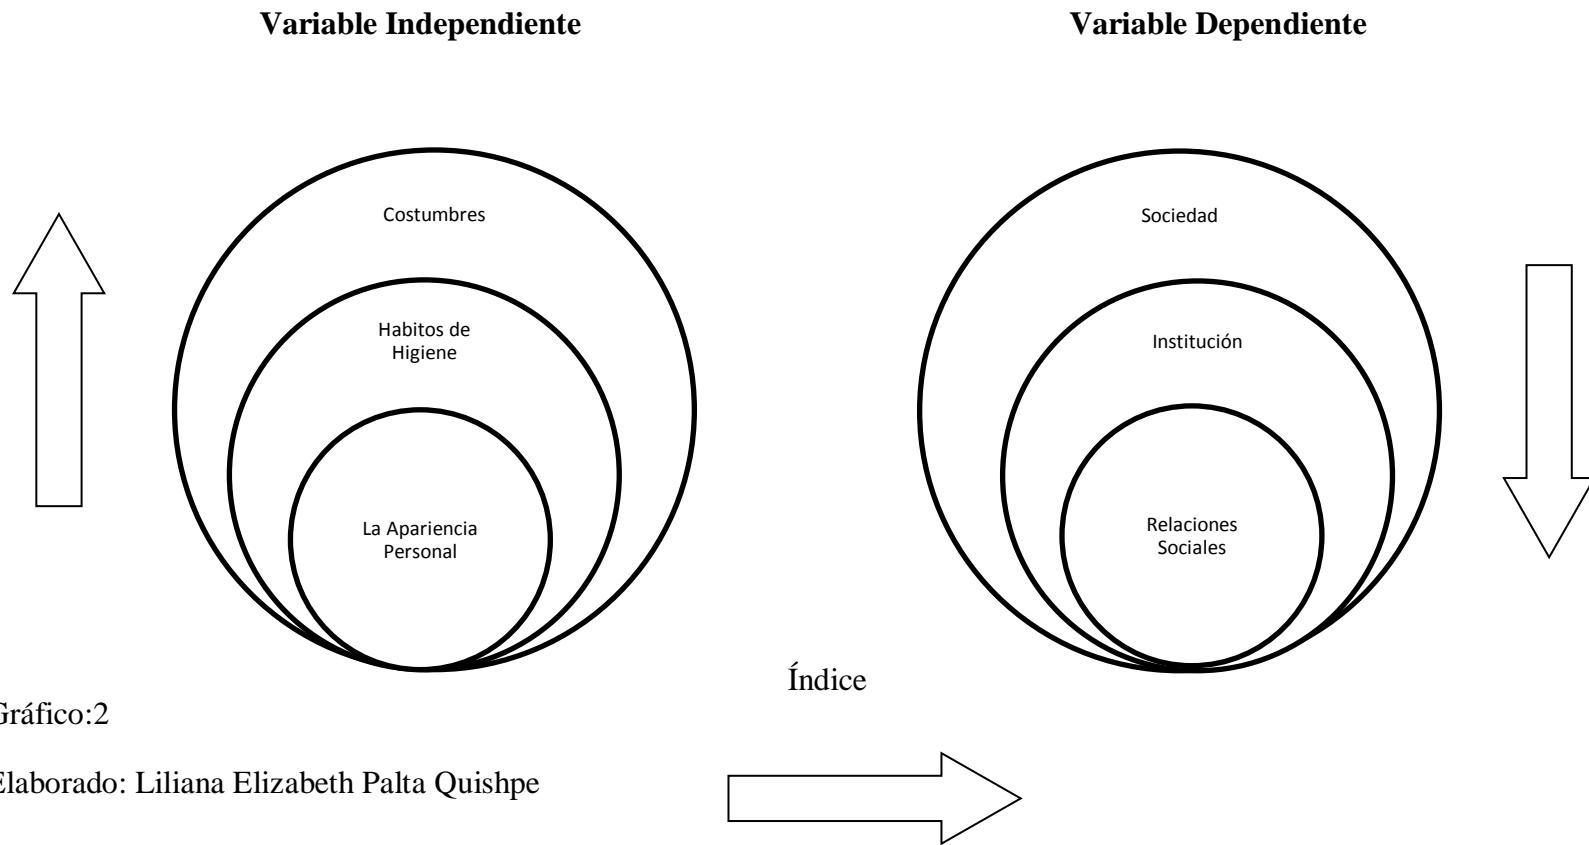 Variable Independiente
Variable Dependiente
Costumbres
Habitos de
Higiene
La Apariencia
Personal
Sociedad
Institución
Relaciones
Sociales
Índice
Gráfico:2
Elaborado: Liliana Elizabeth Palta Quishpe